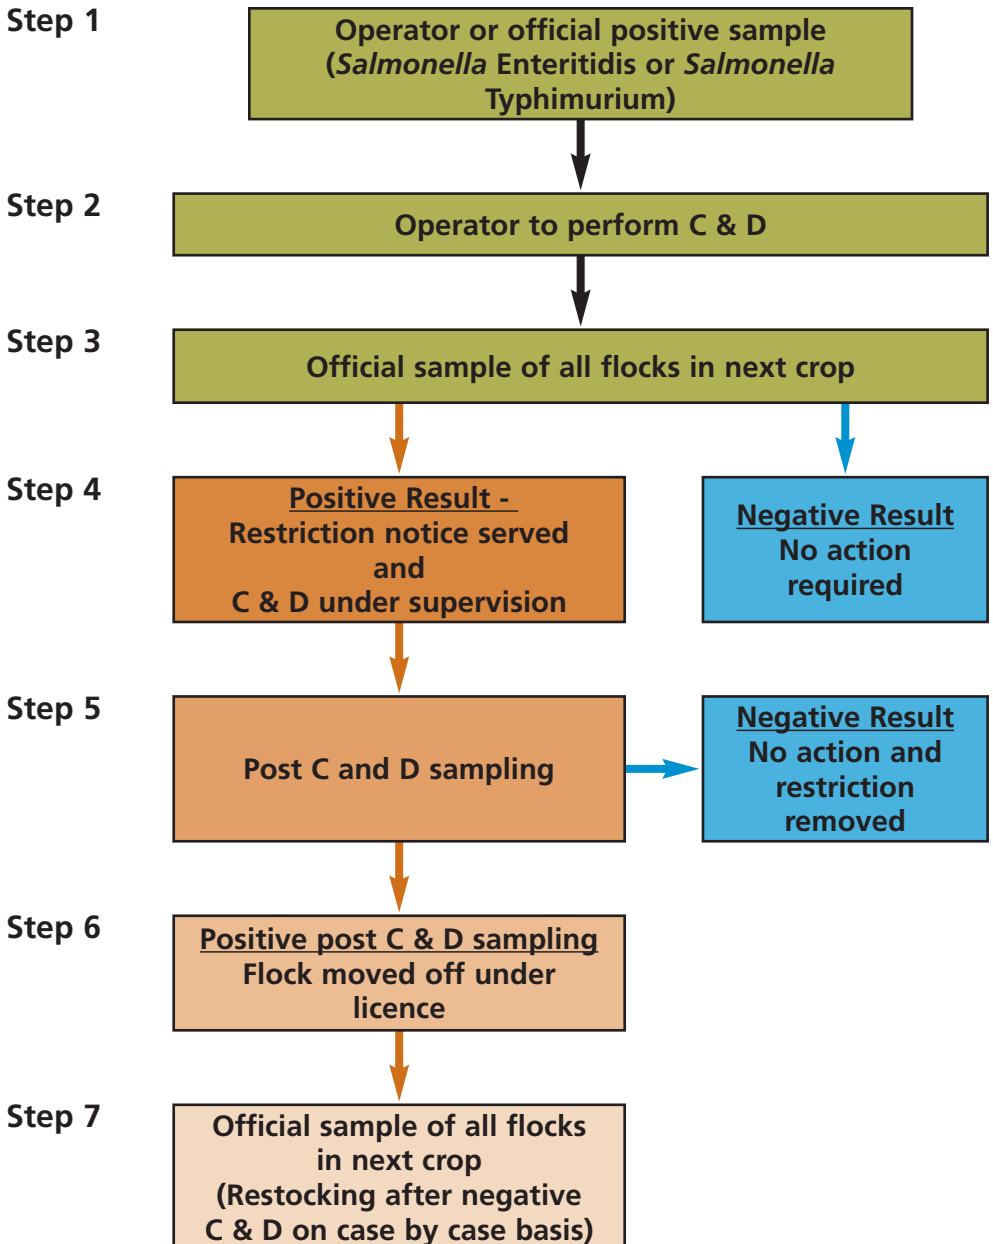 Step 1
Operator or official positive sample
(Salmonella Enteritidis or Salmonella
Typhimurium)
Step 2
Operator to perform C & D
Step 3
Official sample of all flocks in next crop
Step 4
Positive Result -
Restriction notice served
and
C & D under supervision
Negative Result
No action
required
Step 5
Post C and D sampling
Negative Result
No action and
restriction
removed
Step 6
Positive post C & D sampling
Flock moved off under
licence
Step 7
Official sample of all flocks
in next crop
(Restocking after negative
C & D on case by case basis)